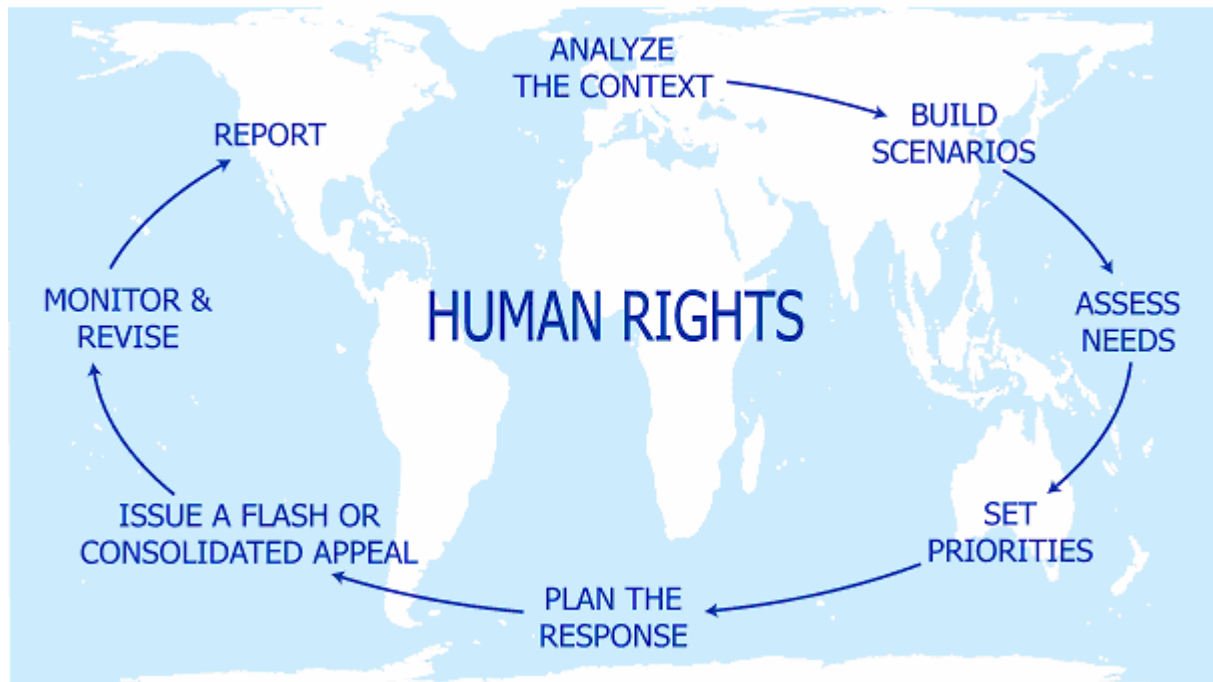 ANALYZE
THE CONTEXT
BUILD
SCENARIOS
ASSESS
NEEDS
SET
PRIORITIES
PLAN THE
RESPONSE
ISSUE A FLASH OR
CONSOLIDATED APPEAL
MONITOR &
REVISE
REPORT
HUMAN RIGHTS